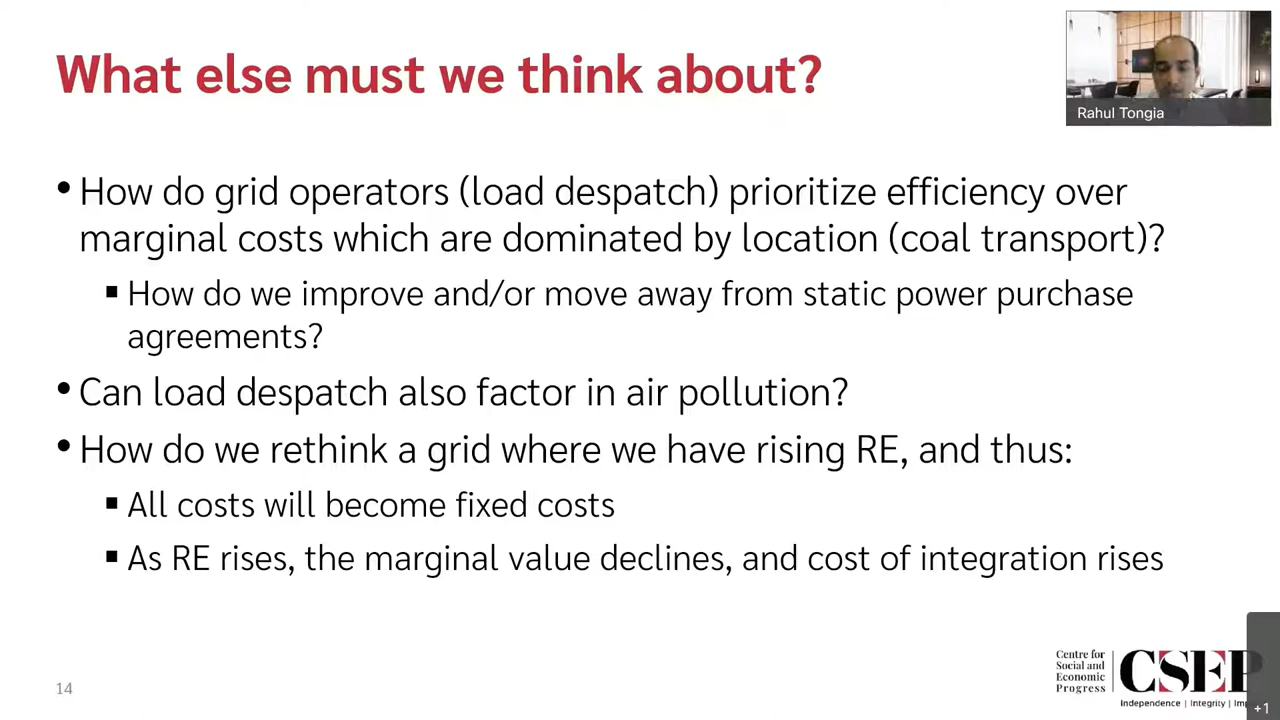 What else must we think about?
Rahul Tongia
• How do grid operators (load despatch) prioritize efficiency over
marginal costs which are dominated by location (coal transport)?
▪ How do we improve and/or move away from static power purchase
agreements?
• Can load despatch also factor in air pollution?
• How do we rethink a grid where we have rising RE, and thus:
▪ All costs will become fixed costs
▪ As RE rises, the marginal value declines, and cost of integration rises
14
Centre for
Social and
Economic
Progress
CSEP
Independence | Integrity |
+1